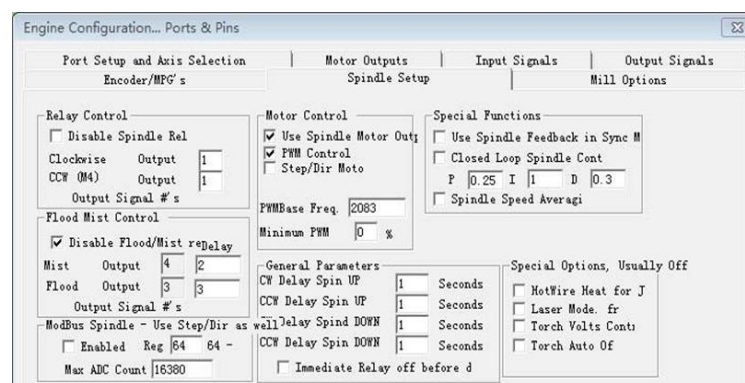 Engine Configuration... Ports & Pins
Port Setup and Axis Selection Motor Outputs Input Signals Output Signals
Encoder/MPG's Spindle Setup Mill Options
Relay Control
Disable Spindle Rel
Clockwise Output 1
CCW (M4) Output 1
Output Signal #'s
Flood Mist Control
Disable Flood/Mist re Delay
Mist Output 4 2
Flood Output 3 3
Output Signal #'s
ModBus Spindle - Use Step/Dir as well
Enabled Reg 64 64 -
Max ADC Count 16380
Motor Control
Use Spindle Motor Outp
PWM Control
Step/Dir Moto
PWMBase Freq. 2083
Minimum PWM 0 %
General Parameters
CW Delay Spin UP 1 Seconds
CCW Delay Spin UP 1 Seconds
CW Delay Spind DOWN 1 Seconds
CCW Delay Spin DOWN 1 Seconds
Immediate Relay off before d
Special Functions
Use Spindle Feedback in Sync M
Closed Loop Spindle Cont
P 0.25 I 1 D 0.3
Spindle Speed Averagi
Special Options, Usually Off
HotWire Heat for J
Laser Mode. fr
Torch Volts Cont
Torch Auto Of